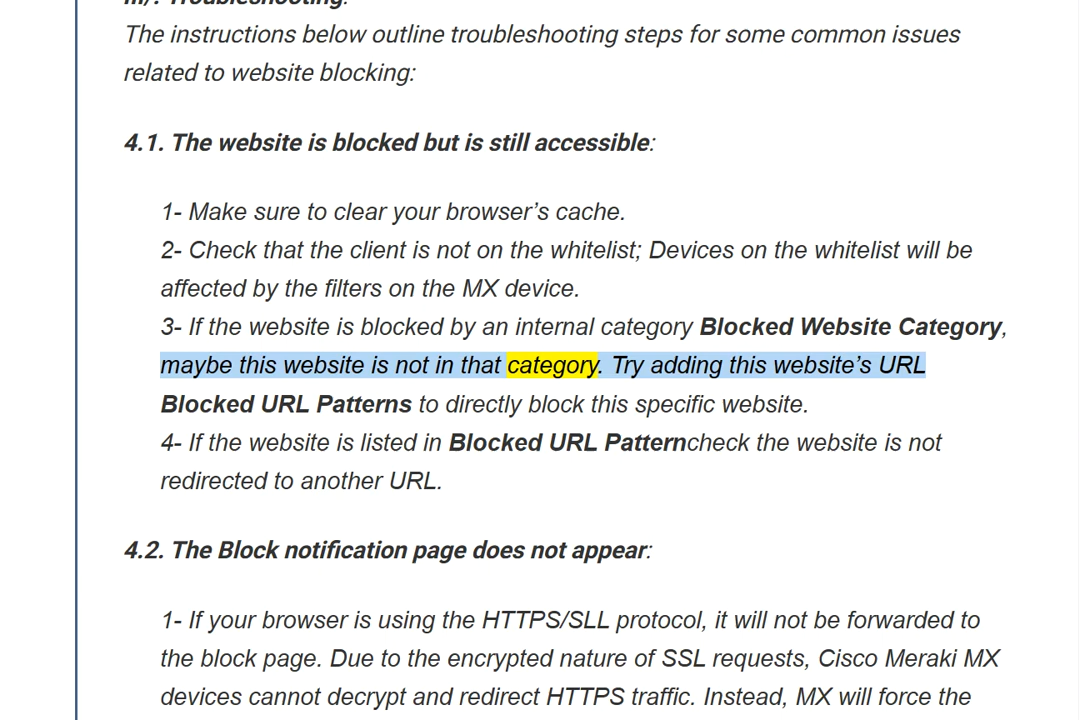 III/. Troubleshooting:
The instructions below outline troubleshooting steps for some common issues
related to website blocking:
4.1. The website is blocked but is still accessible:
1- Make sure to clear your browser’s cache.
2- Check that the client is not on the whitelist; Devices on the whitelist will be
affected by the filters on the MX device.
3- If the website is blocked by an internal category Blocked Website Category,
maybe this website is not in that category. Try adding this website’s URL
Blocked URL Patterns to directly block this specific website.
4- If the website is listed in Blocked URL Patterncheck the website is not
redirected to another URL.
4.2. The Block notification page does not appear:
1- If your browser is using the HTTPS/SLL protocol, it will not be forwarded to
the block page. Due to the encrypted nature of SSL requests, Cisco Meraki MX
devices cannot decrypt and redirect HTTPS traffic. Instead, MX will force the